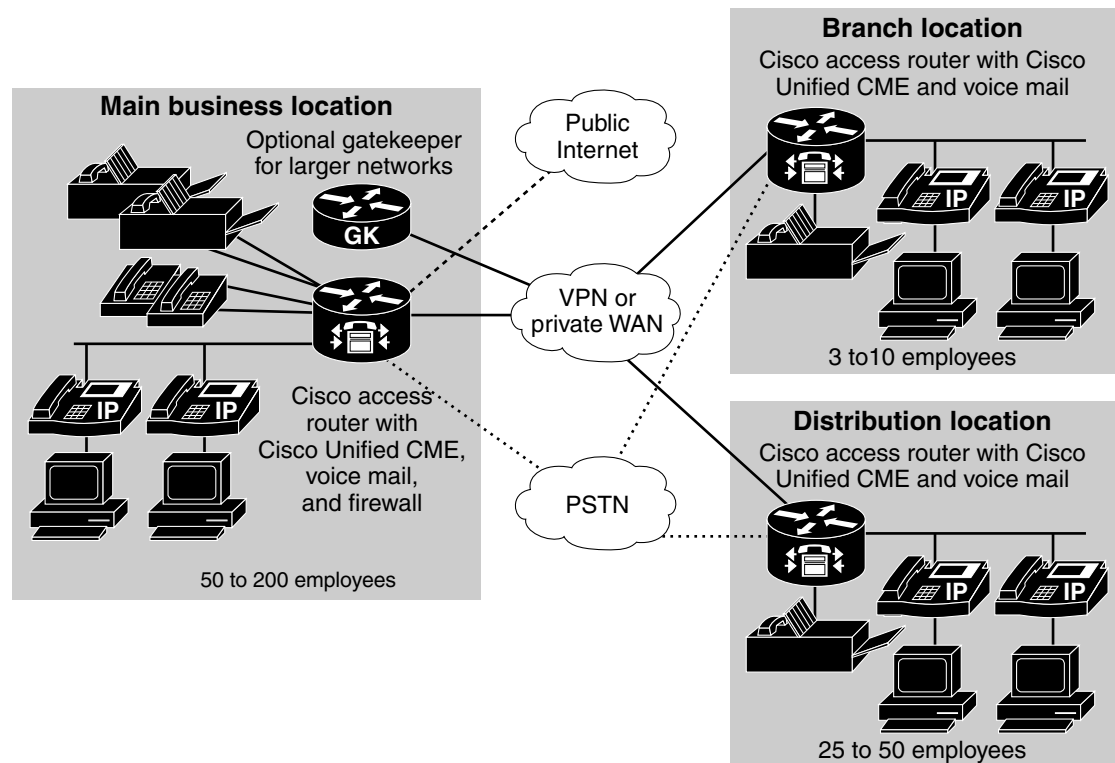 Main business location
Optional gatekeeper
for larger networks
GK
IP
IP
Cisco access
router with
Cisco Unified CME,
voice mail,
and firewall
50 to 200 employees
Public
Internet
VPN or
private WAN
PSTN
Branch location
Cisco access router with Cisco
Unified CME and voice mail
IP
IP
3 to10 employees
Distribution location
Cisco access router with Cisco
Unified CME and voice mail
IP
IP
25 to 50 employees